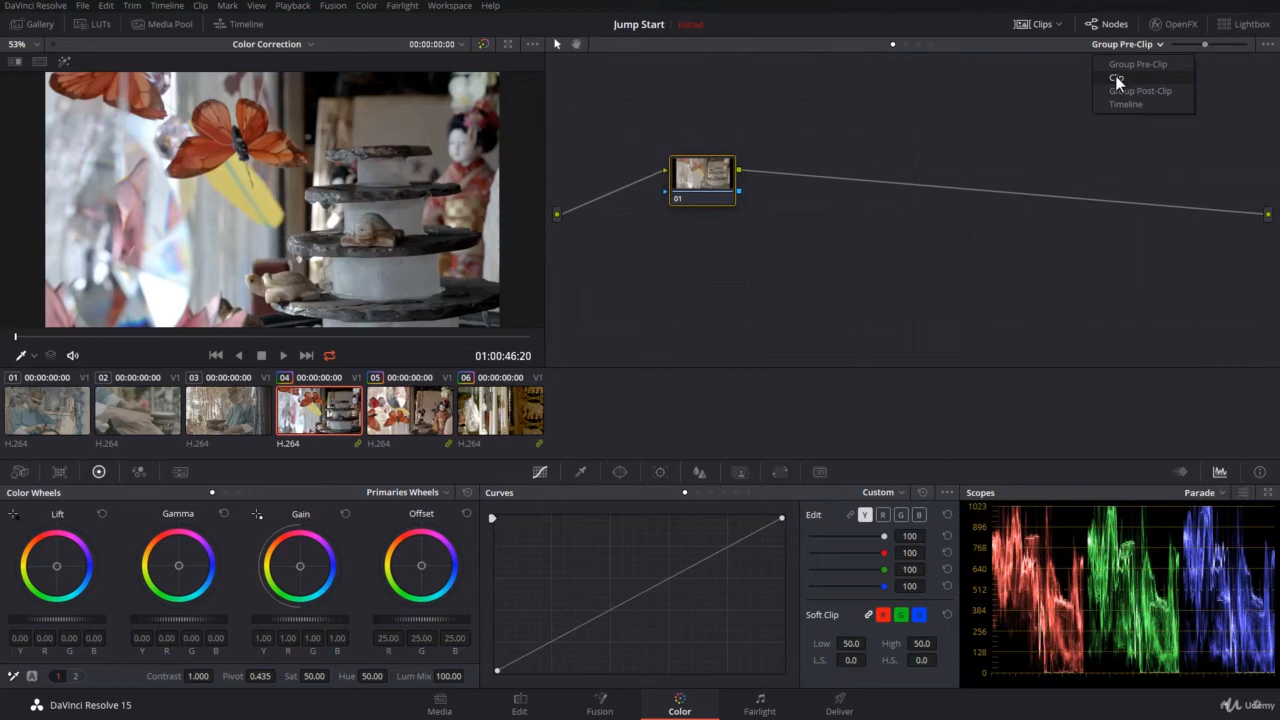 DaVinci Resolve File Edit Trim Timeline Clip Mark View Playback Fusion Color Fairlight Workspace Help
Gallery LUTs Media Pool Timeline Jump Start Edited Clips Nodes OpenFX Lightbox
53% Color Correction 00:00:00:00 Group Pre-Clip
Group Pre-Clip
Clip
Group Post-Clip
Timeline
01
01:00:46:20
01 00:00:00:00 V1 02 00:00:00:00 V1 03 00:00:00:00 V1 04 00:00:00:00 V1 05 00:00:00:00 V1 06 00:00:00:00 V1
H.264 H.264 H.264 H.264 H.264 H.264
Color Wheels Primaries Wheels Curves Custom Scopes Parade
Lift Gamma Gain Offset Edit Y R G B
1023
896
768
640
512
384
256
128
0
100
100
100
100
Soft Clip R G B
Low 50.0 High 50.0
L.S. 0.0 H.S. 0.0
0.00 0.00 0.00 0.00 0.00 0.00 0.00 0.00 1.00 1.00 1.00 1.00 25.00 25.00 25.00
Y R G B Y R G B Y R G B R G B
A 1 2 Contrast 1.000 Pivot 0.435 Sat 50.00 Hue 50.00 Lum Mix 100.00
DaVinci Resolve 15 Media Edit Fusion Color Fairlight Deliver Udemy